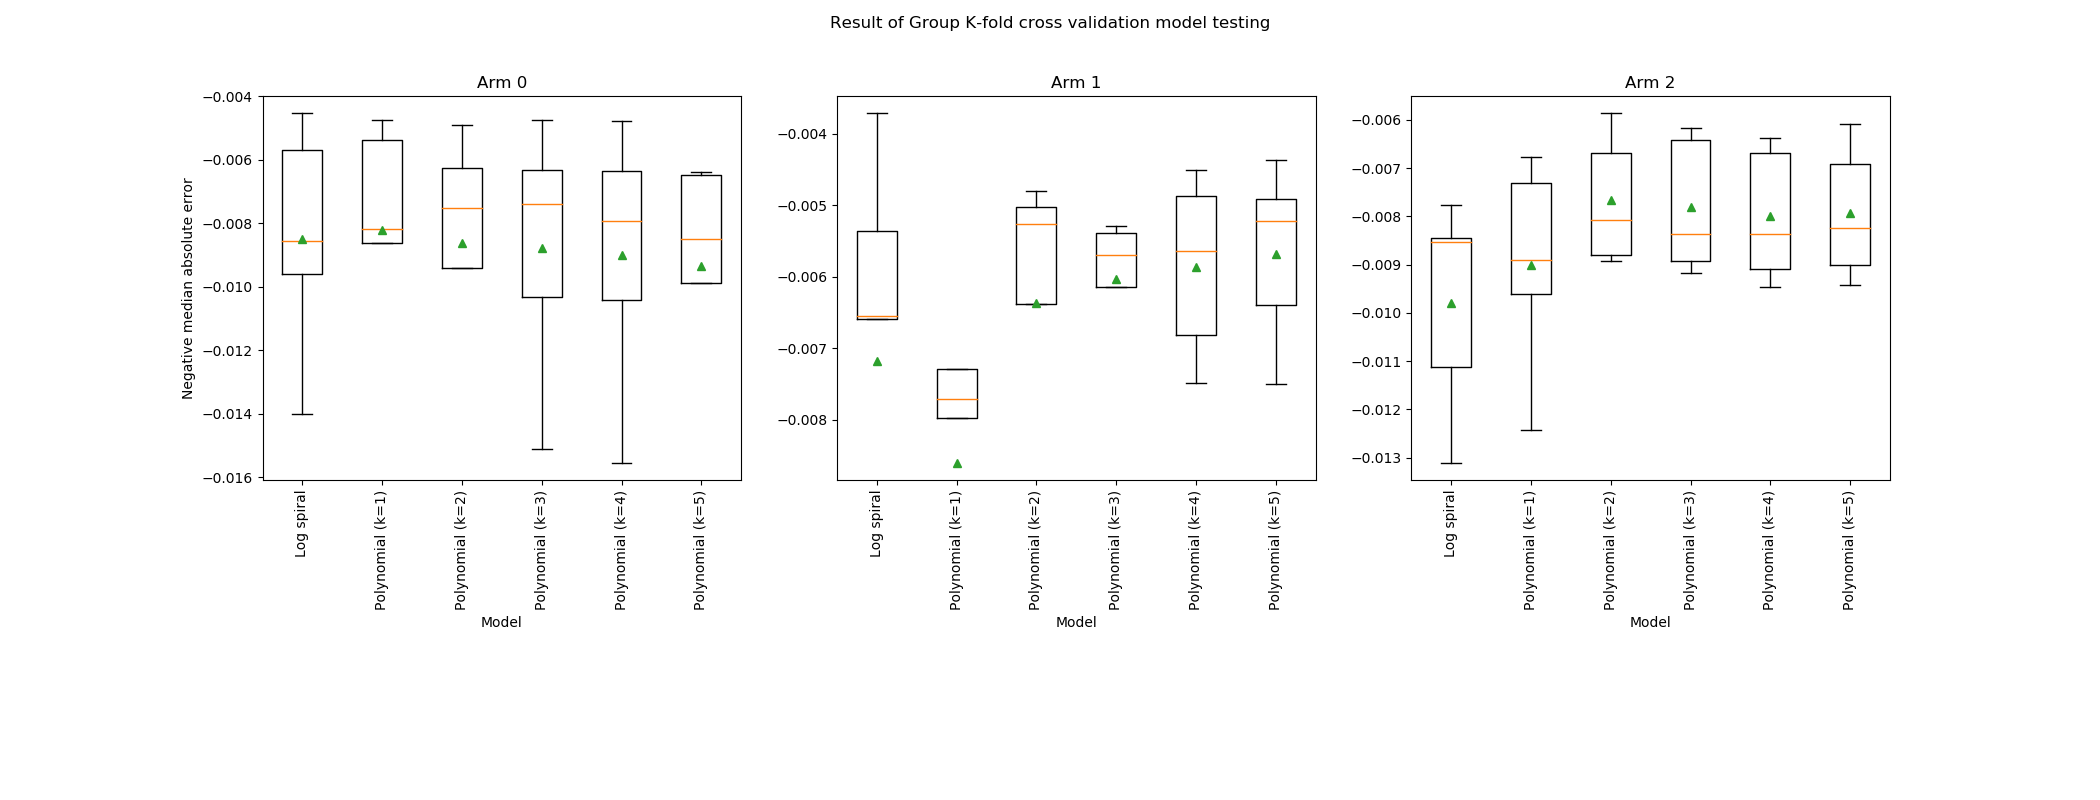 Result of Group K-fold cross validation model testing
Arm 0
−0.004
−0.006
−0.008
−0.010
−0.012
−0.014
−0.016
Negative median absolute error
Log spiral
Polynomial (k=1)
Polynomial (k=2)
Polynomial (k=3)
Polynomial (k=4)
Polynomial (k=5)
Model
Arm 1
−0.004
−0.005
−0.006
−0.007
−0.008
Log spiral
Polynomial (k=1)
Polynomial (k=2)
Polynomial (k=3)
Polynomial (k=4)
Polynomial (k=5)
Model
Arm 2
−0.006
−0.007
−0.008
−0.009
−0.010
−0.011
−0.012
−0.013
Log spiral
Polynomial (k=1)
Polynomial (k=2)
Polynomial (k=3)
Polynomial (k=4)
Polynomial (k=5)
Model